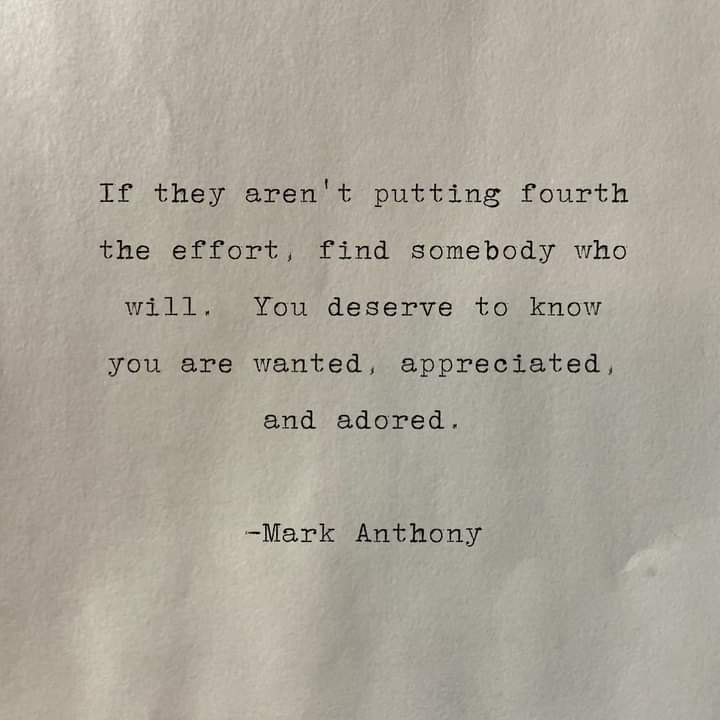 If they aren't putting fourth
the effort, find somebody who
will.  You deserve to know
you are wanted, appreciated,
and adored.
-Mark Anthony